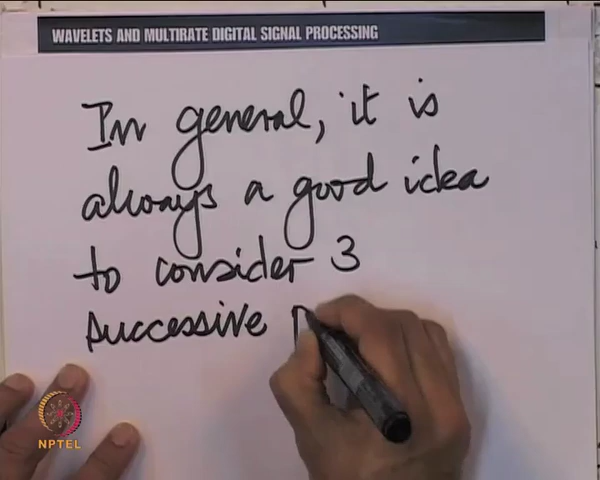 WAVELETS AND MULTIRATE DIGITAL SIGNAL PROCESSING
In general, it is
always a good idea
to consider 3
successive
NPTEL